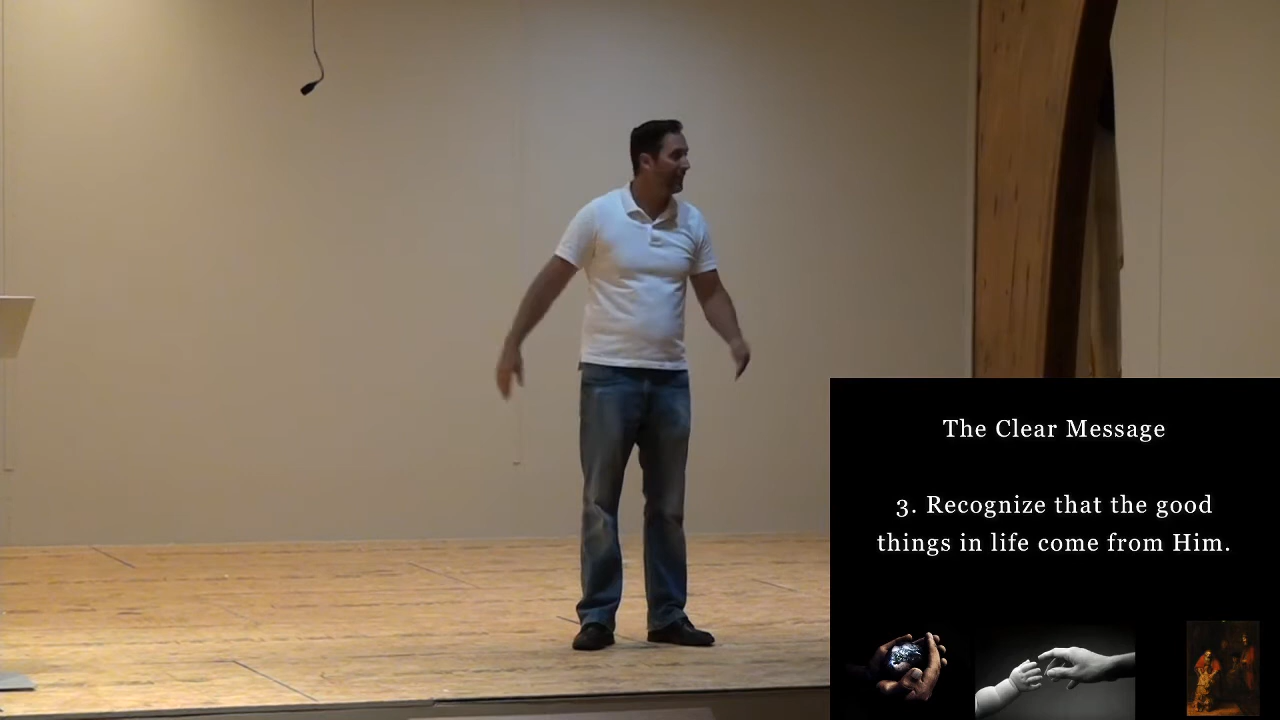 The Clear Message
3. Recognize that the good
things in life come from Him.